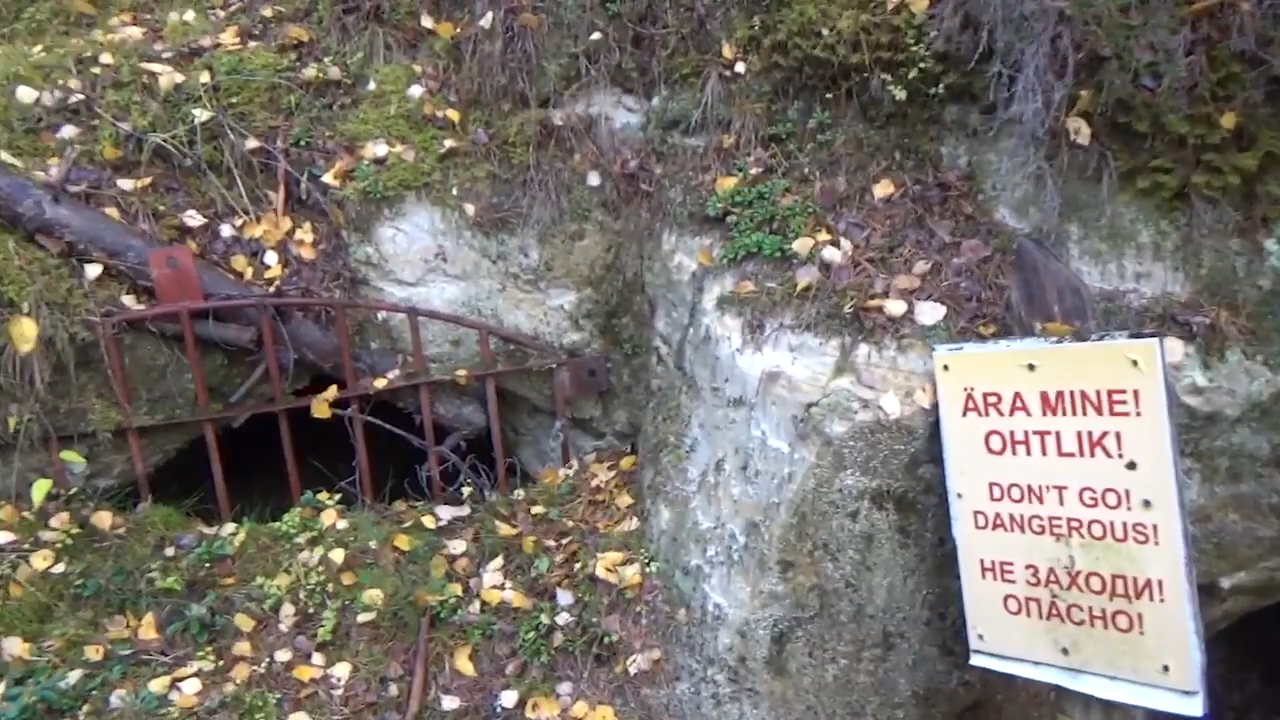 ÄRA MINE!
OHTLIK!
DON'T GO!
DANGEROUS!
НЕ ЗАХОДИ!
ОПАСНО!